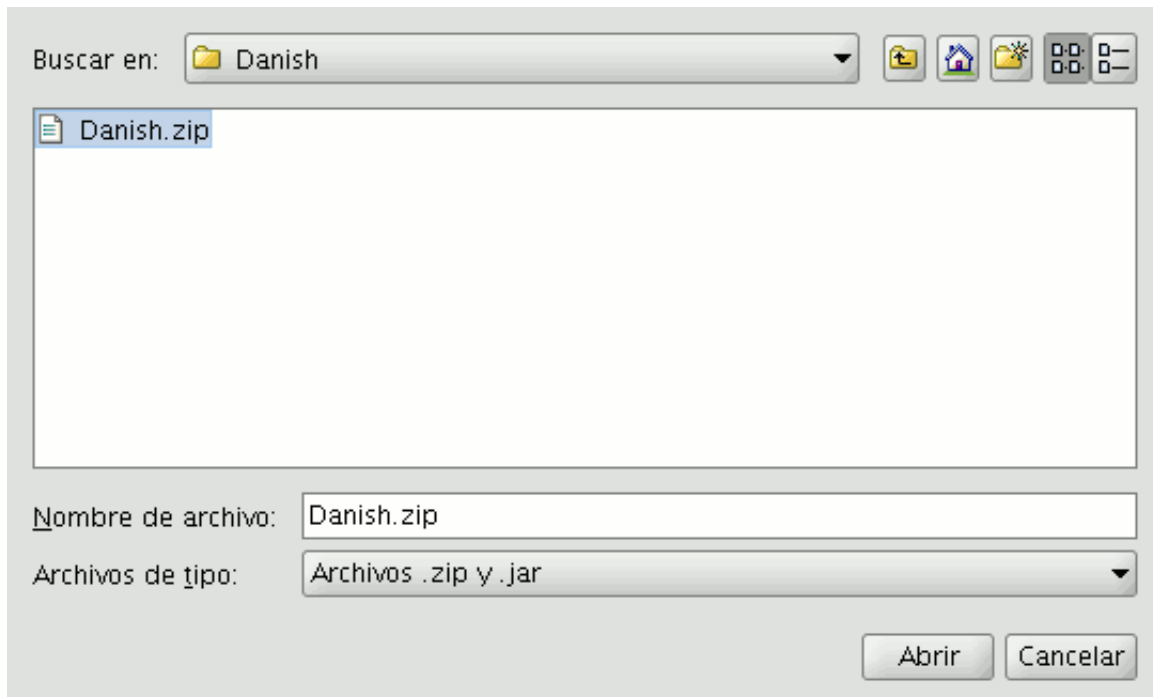 Buscar en: Danish
Danish.zip
Nombre de archivo: Danish.zip
Archivos de tipo: Archivos .zip y .jar
Abrir Cancelar